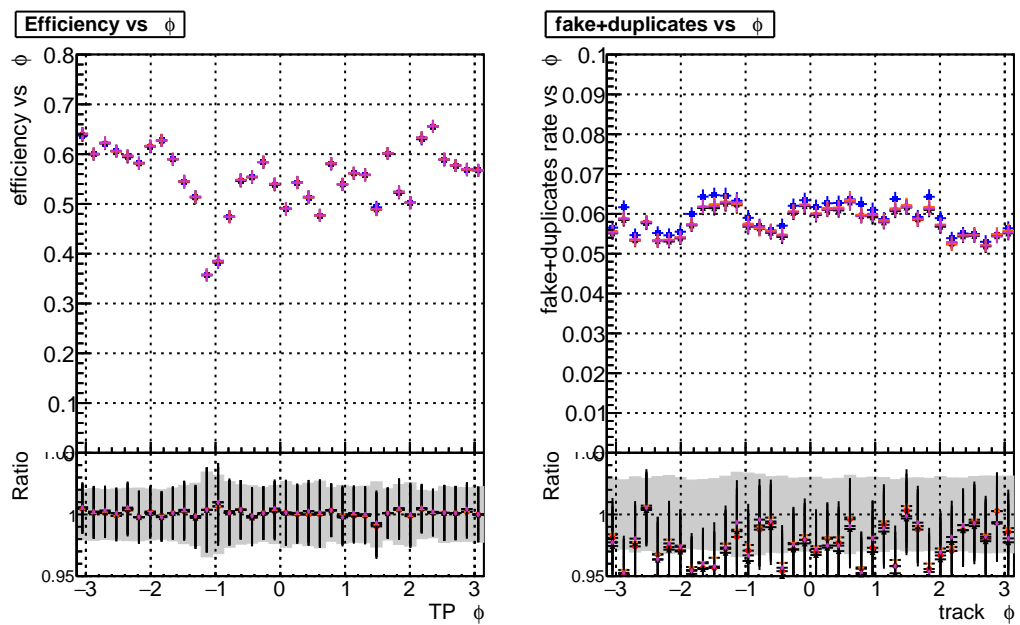 Efficiency vs φ
efficiency vs φ
0.8
0.7
0.6
0.5
0.4
0.3
0.2
0.1
0
Ratio
1
0.95
−3 −2 −1 0 1 2 3
TP φ
fake+duplicates vs φ
fake+duplicates rate vs φ
0.1
0.09
0.08
0.07
0.06
0.05
0.04
0.03
0.02
0.01
0
Ratio
1
0.95
−3 −2 −1 0 1 2 3
track φ